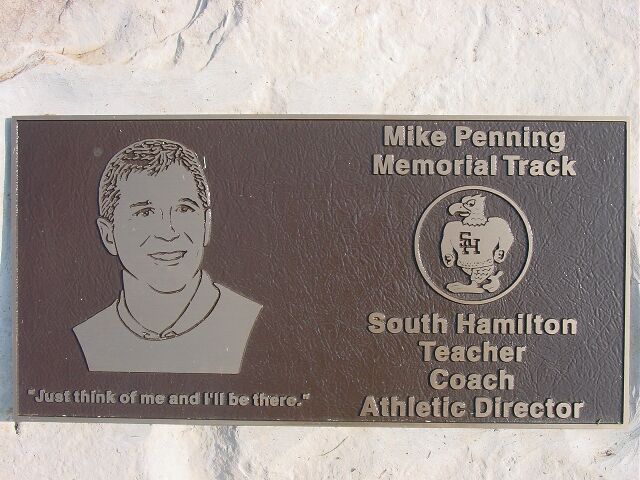 Mike Penning
Memorial Track
SH
South Hamilton
Teacher
Coach
Athletic Director
"Just think of me and I'll be there."